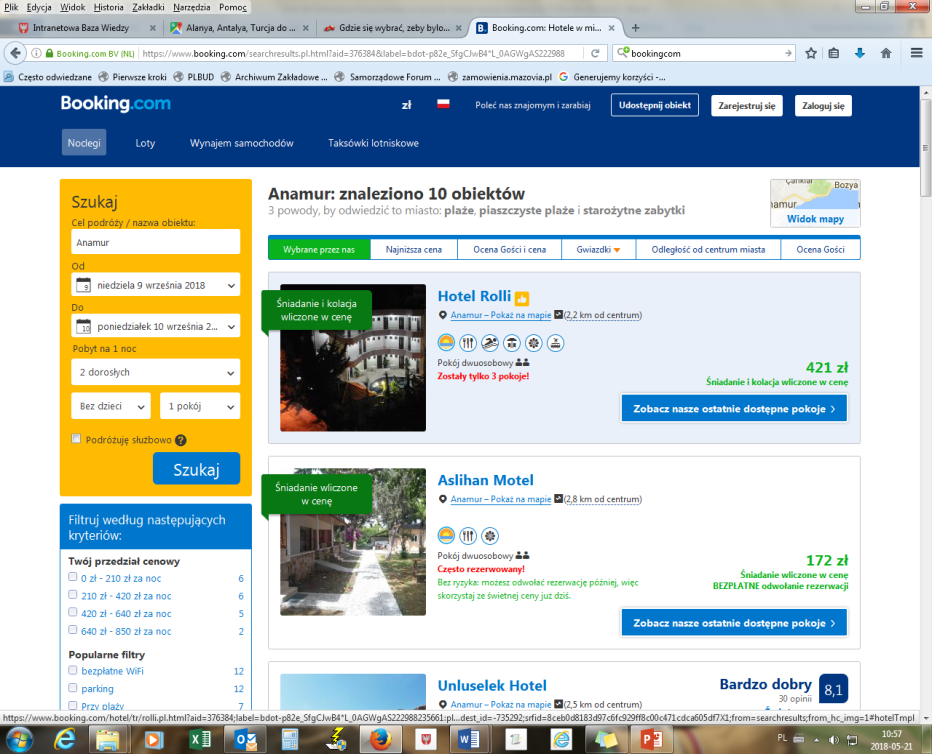 Plik Edycja Widok Historia Zakładki Narzędzia Pomoc
Intranetowa Baza Wiedzy
Alanya, Antalya, Turcja do ...
Gdzie się wybrać, zeby bylo...
Booking.com: Hotele w mi...
Booking.com BV (NL)
https://www.booking.com/searchresults.pl.html?aid=376384&label=bdot-p82e_SfgCJwB4*L_0AGWgAS222988
bookingcom
Często odwiedzane
Pierwsze kroki
PLBUD
Archiwum Zakładowe ...
Samorządowe Forum ...
zamowienia.mazovia.pl
Generujemy korzyści -...
Booking.com
zł
Poleć nas znajomym i zarabiaj
Udostępnij obiekt
Zarejestruj się
Zaloguj się
Noclegi
Loty
Wynajem samochodów
Taksówki lotniskowe
Szukaj
Cel podróży / nazwa obiektu:
Anamur
Od
9 niedziela 9 września 2018
Do
10 poniedziałek 10 września 2...
Pobyt na 1 noc
2 dorosłych
Bez dzieci
1 pokój
Podróżuję służbowo ?
Szukaj
Filtruj według następujących
kryteriów:
Twój przedział cenowy
0 zł - 210 zł za noc 6
210 zł - 420 zł za noc 6
420 zł - 640 zł za noc 5
640 zł - 850 zł za noc 2
Popularne filtry
bezpłatne WiFi 12
parking 12
Przy plaży 7
Anamur: znaleziono 10 obiektów
3 powody, by odwiedzić to miasto: plaże, piaszczyste plaże i starożytne zabytki
Bozya
Widok mapy
Wybrane przez nas
Najniższa cena
Ocena Gości i cena
Gwiazdki
Odległość od centrum miasta
Ocena Gości
Śniadanie i kolacja
wliczone w cenę
Hotel Rolli
Anamur – Pokaż na mapie (2,2 km od centrum)
Pokój dwuosobowy
Zostały tylko 3 pokoje!
421 zł
Śniadanie i kolacja wliczone w cenę
Zobacz nasze ostatnie dostępne pokoje
Śniadanie wliczone
w cenę
Aslihan Motel
Anamur – Pokaż na mapie (2,8 km od centrum)
Pokój dwuosobowy
Często rezerwowany!
Bez ryzyka: możesz odwołać rezerwację później, więc
skorzystaj ze świetnej ceny już dziś.
172 zł
Śniadanie wliczone w cenę
BEZPŁATNE odwołanie rezerwacji
Zobacz nasze ostatnie dostępne pokoje
Unluselek Hotel
Anamur – Pokaż na mapie (2,5 km od centrum)
Bardzo dobry
30 opinii
8,1
https://www.booking.com/hotel/tr/rolli.pl.html?aid=376384;label=bdot-p82e_SfgCJwB4*L_0AGWgAS222988235661:pl...dest_id=-735292;srfid=8ceb0d8183d97c6fc929ff8c00c471cdca605df7X1;from=searchresults;from_hc_img=1#hotelTmpl
PL
10:57
2018-05-21